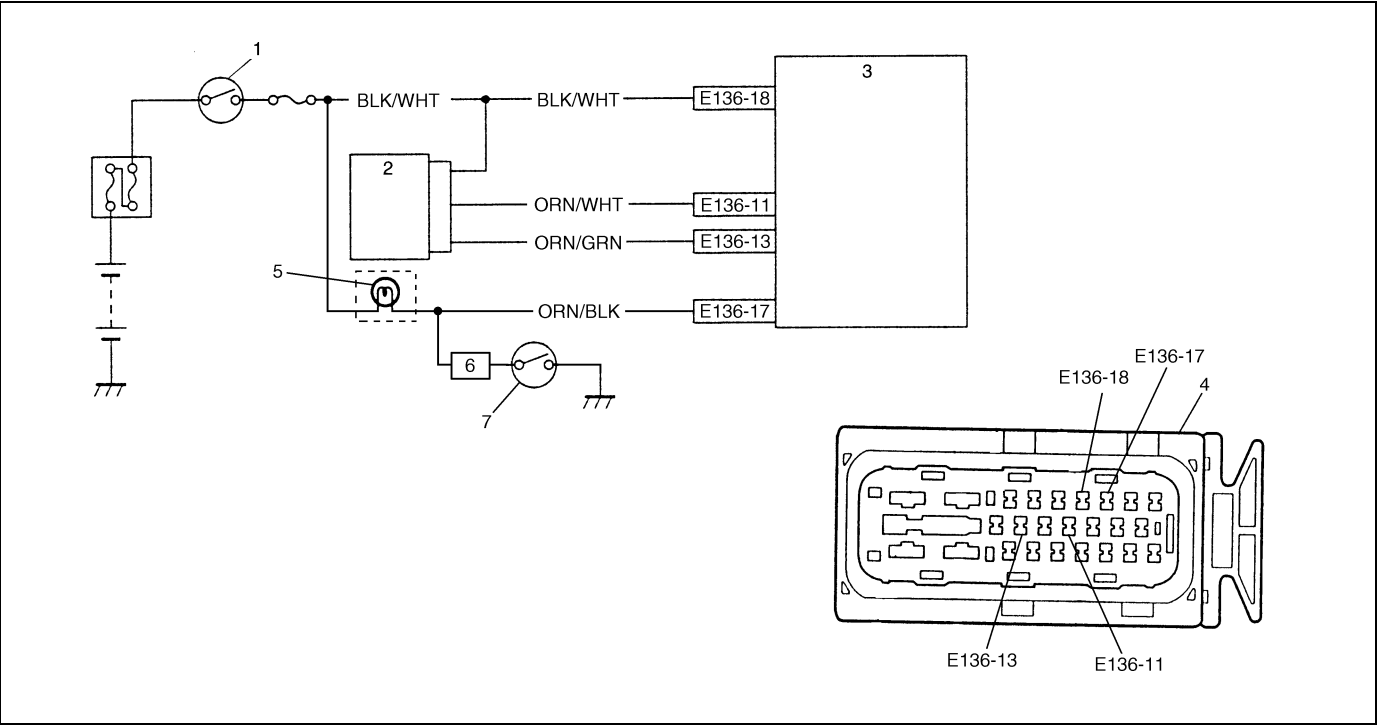 1
3
BLK/WHT
BLK/WHT
E136-18
2
ORN/WHT
E136-11
ORN/GRN
E136-13
5
ORN/BLK
E136-17
6
7
E136-17
E136-18
4
E136-13
E136-11